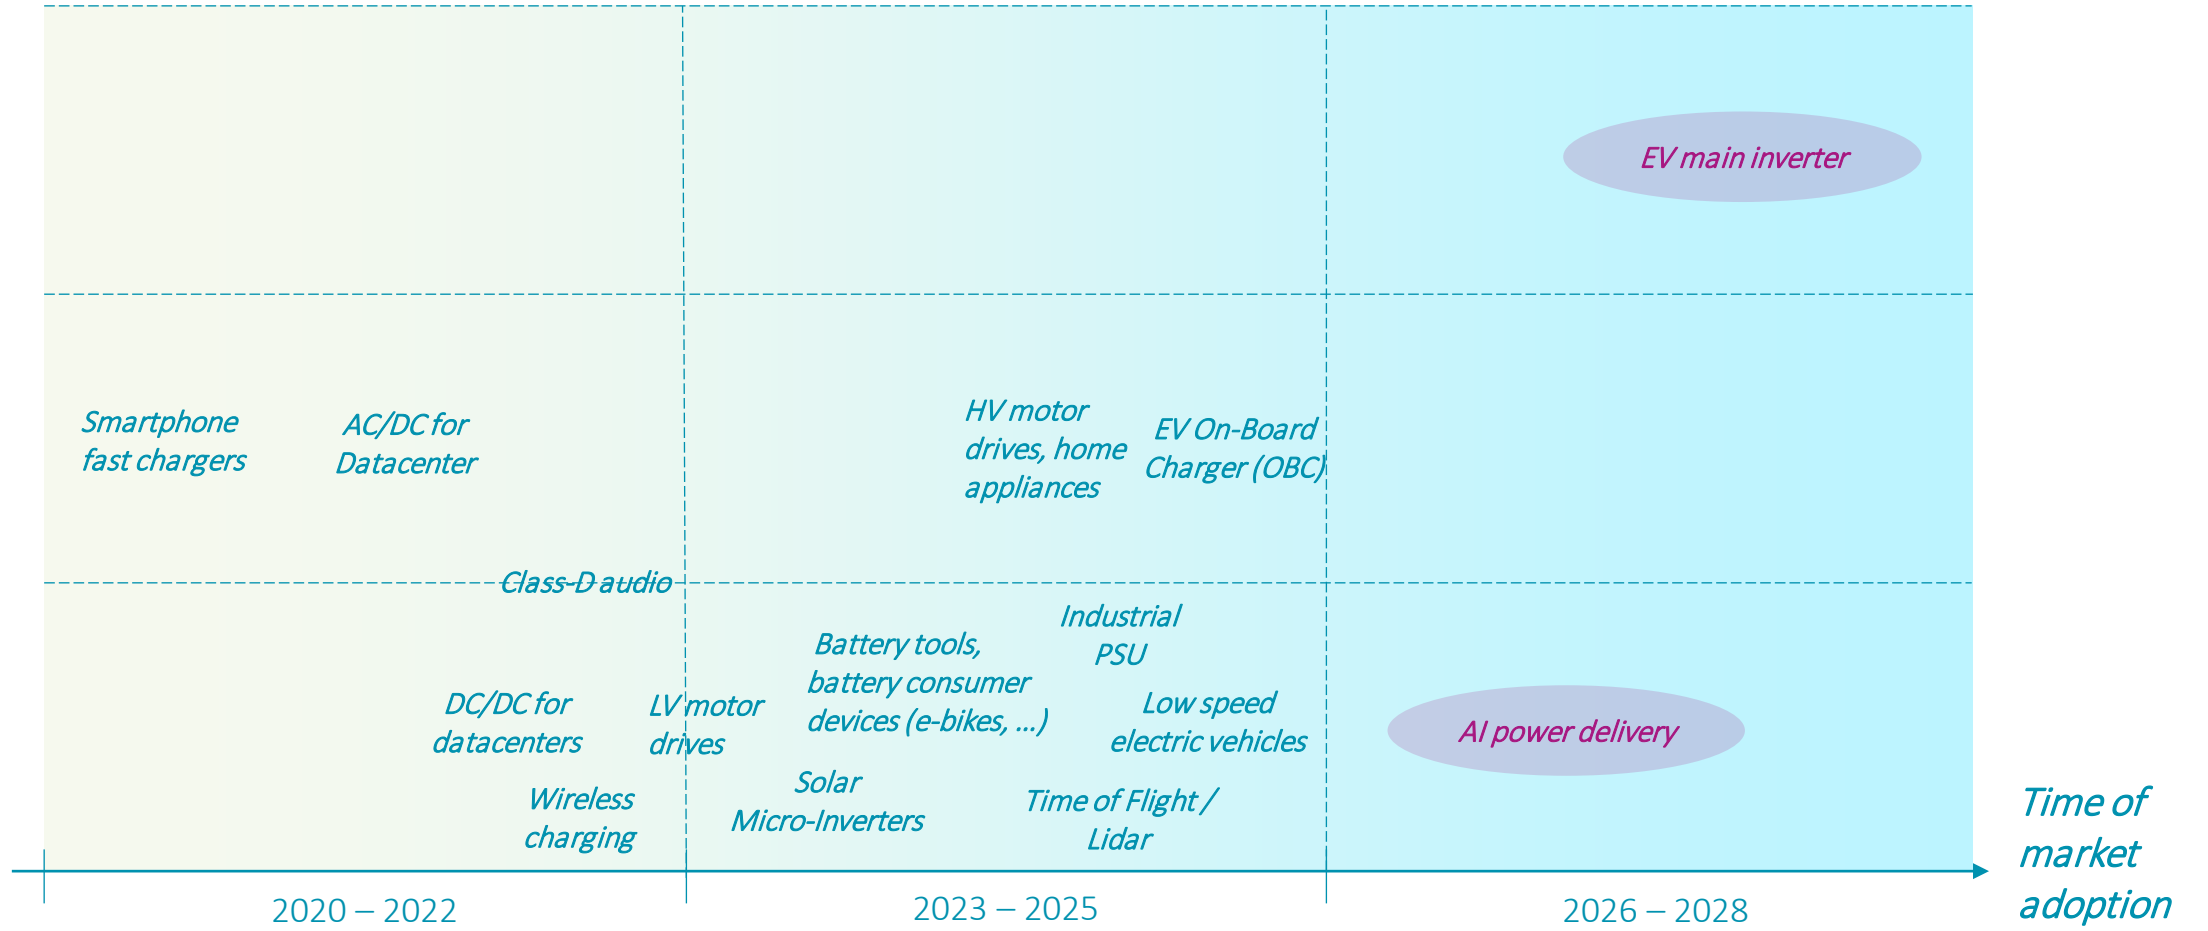 EV main inverter
Smartphone
fast chargers
AC/DC for
Datacenter
HV motor
drives, home
appliances
EV On-Board
Charger (OBC)
Class-D audio
Industrial
PSU
Battery tools,
battery consumer
devices (e-bikes, ...)
DC/DC for
datacenters
LV motor
drives
Low speed
electric vehicles
AI power delivery
Wireless
charging
Solar
Micro-Inverters
Time of Flight /
Lidar
Time of
market
adoption
2020 – 2022
2023 – 2025
2026 – 2028